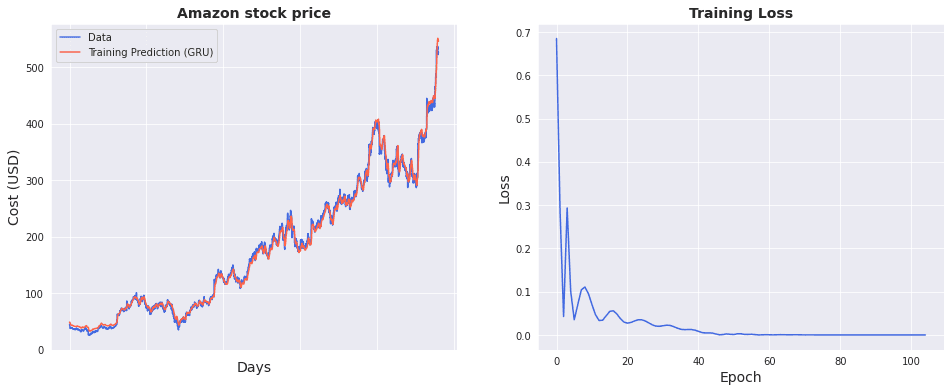 Amazon stock price
Data
Training Prediction (GRU)
500
400
300
200
100
0
Cost (USD)
Days
Training Loss
0.7
0.6
0.5
0.4
0.3
0.2
0.1
0.0
Loss
0 20 40 60 80 100
Epoch